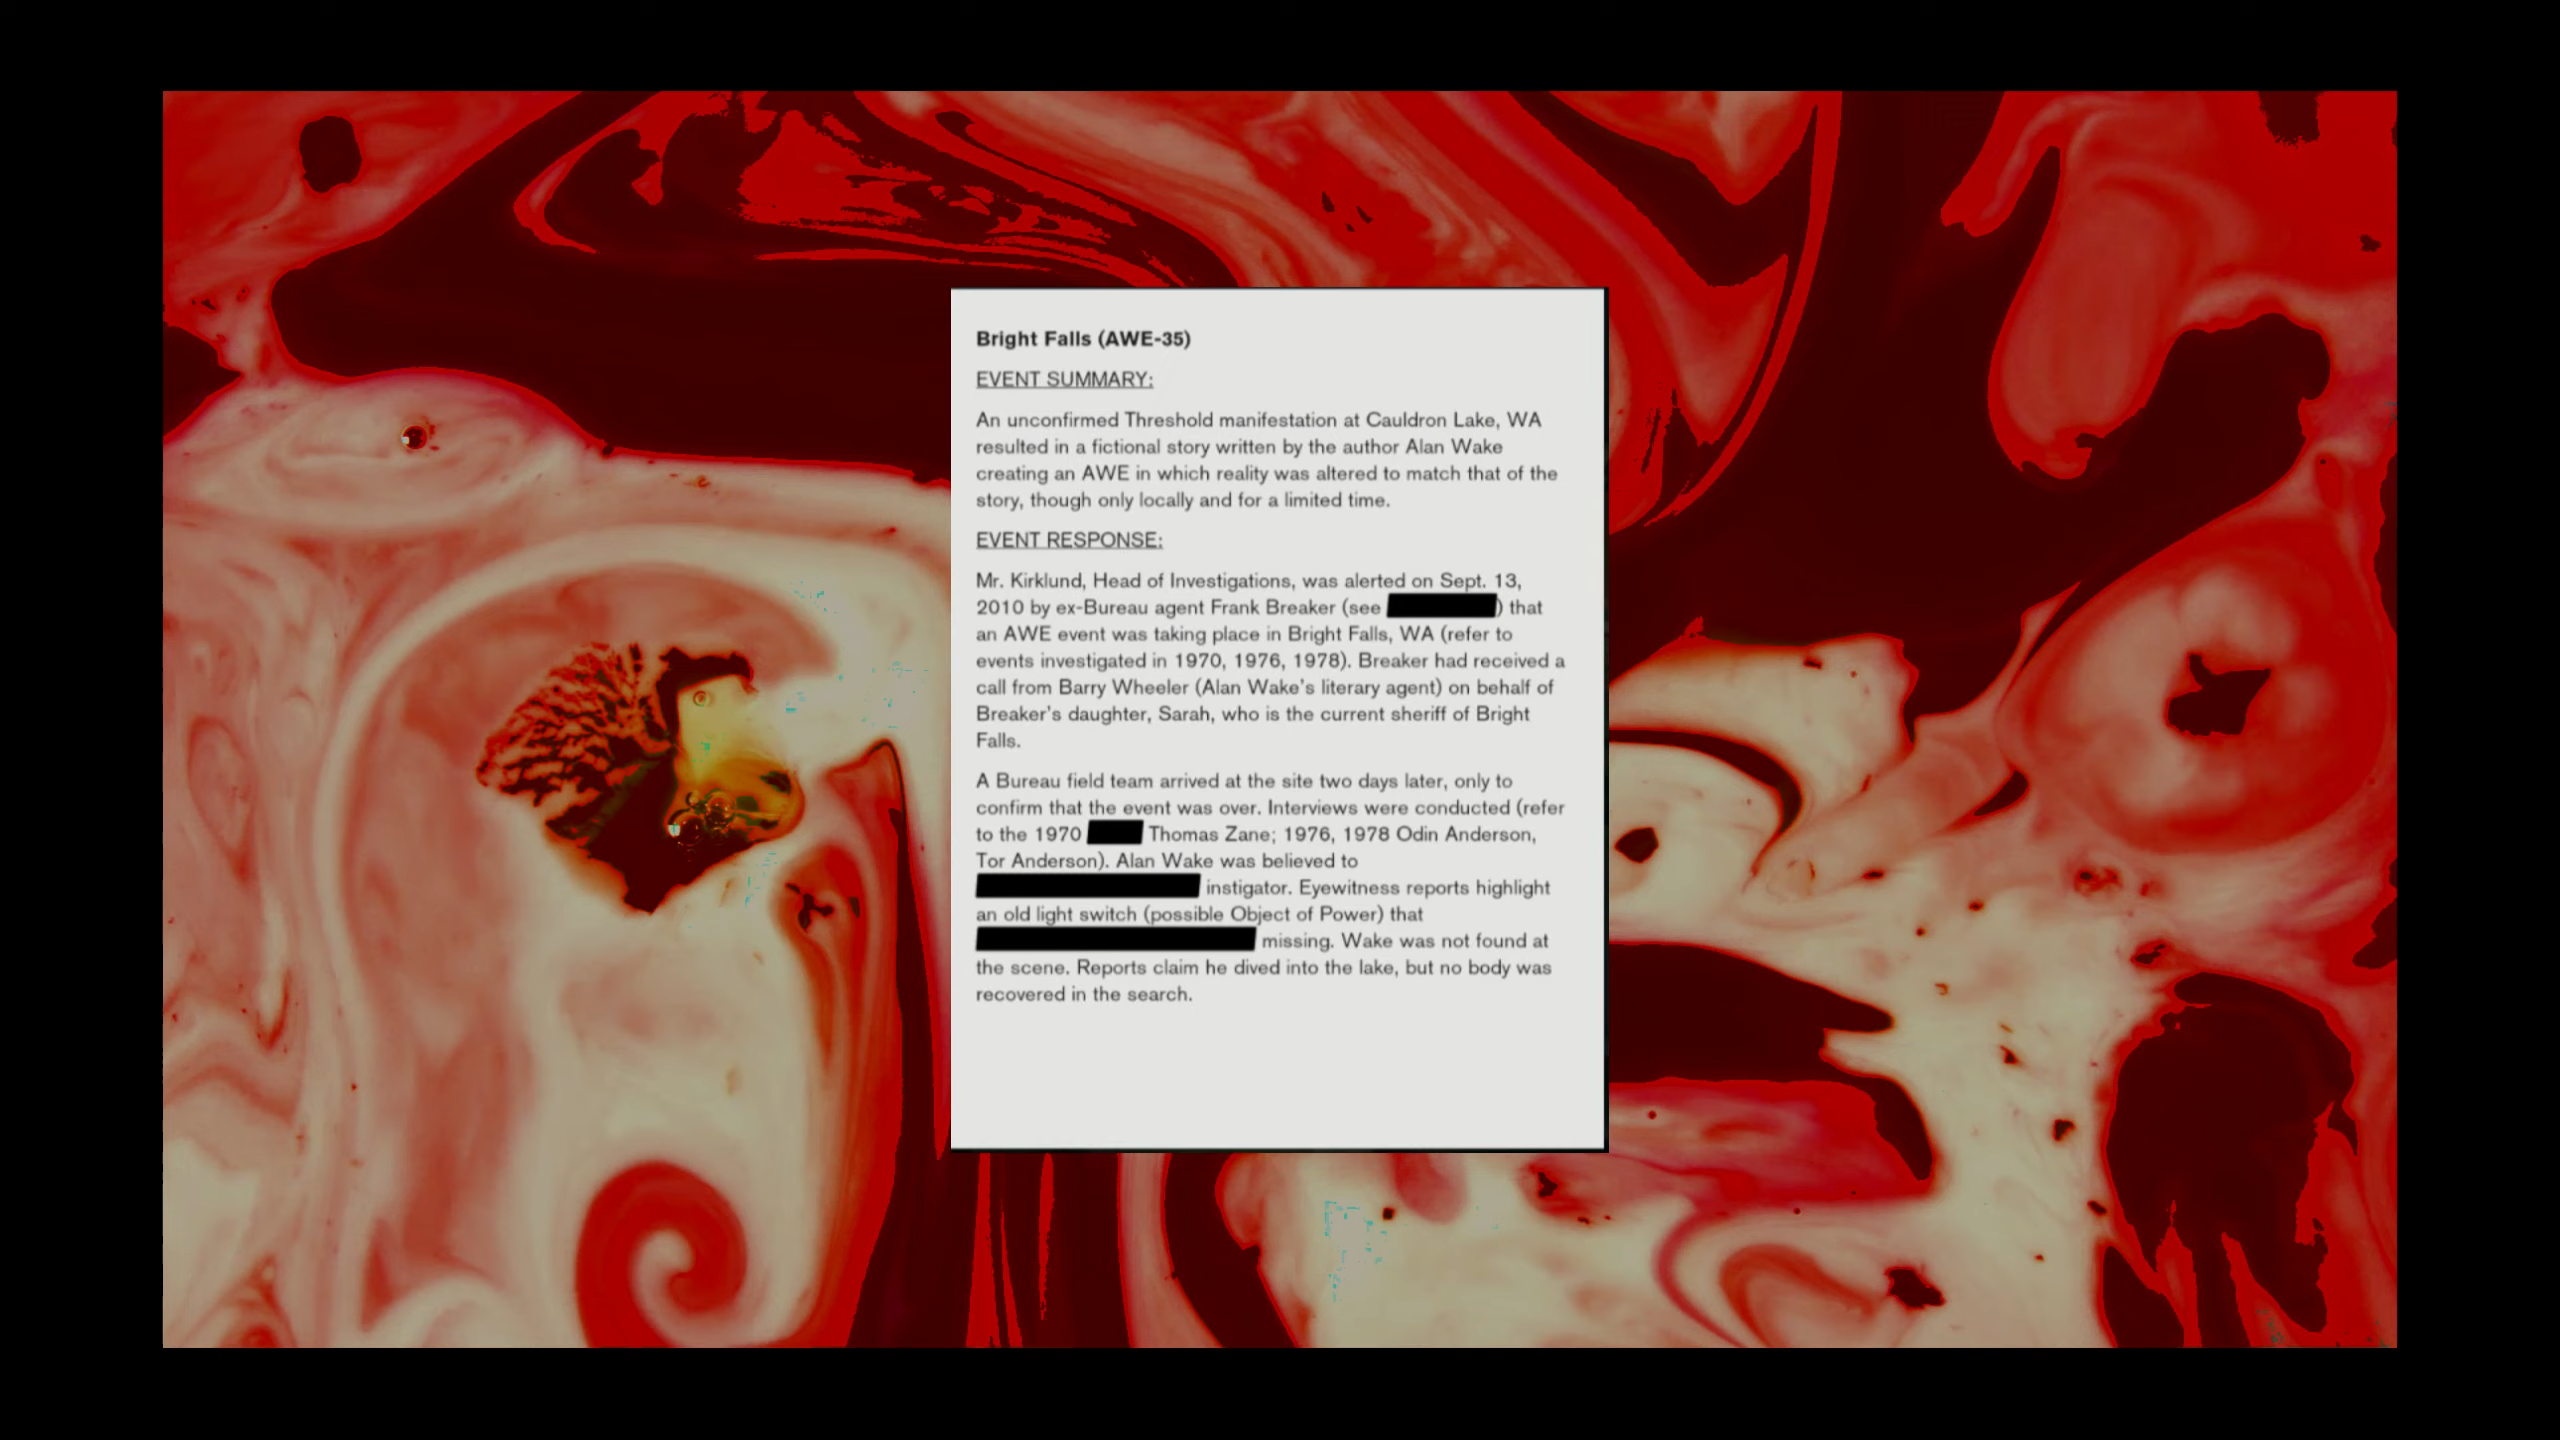 Bright Falls (AWE-35)
EVENT SUMMARY:
An unconfirmed Threshold manifestation at Cauldron Lake, WA
resulted in a fictional story written by the author Alan Wake
creating an AWE in which reality was altered to match that of the
story, though only locally and for a limited time.
EVENT RESPONSE:
Mr. Kirklund, Head of Investigations, was alerted on Sept. 13,
2010 by ex-Bureau agent Frank Breaker (see ) that
an AWE event was taking place in Bright Falls, WA (refer to
events investigated in 1970, 1976, 1978). Breaker had received a
call from Barry Wheeler (Alan Wake's literary agent) on behalf of
Breaker's daughter, Sarah, who is the current sheriff of Bright
Falls.
A Bureau field team arrived at the site two days later, only to
confirm that the event was over. Interviews were conducted (refer
to the 1970 Thomas Zane; 1976, 1978 Odin Anderson,
Tor Anderson). Alan Wake was believed to
instigator. Eyewitness reports highlight
an old light switch (possible Object of Power) that
missing. Wake was not found at
the scene. Reports claim he dived into the lake, but no body was
recovered in the search.